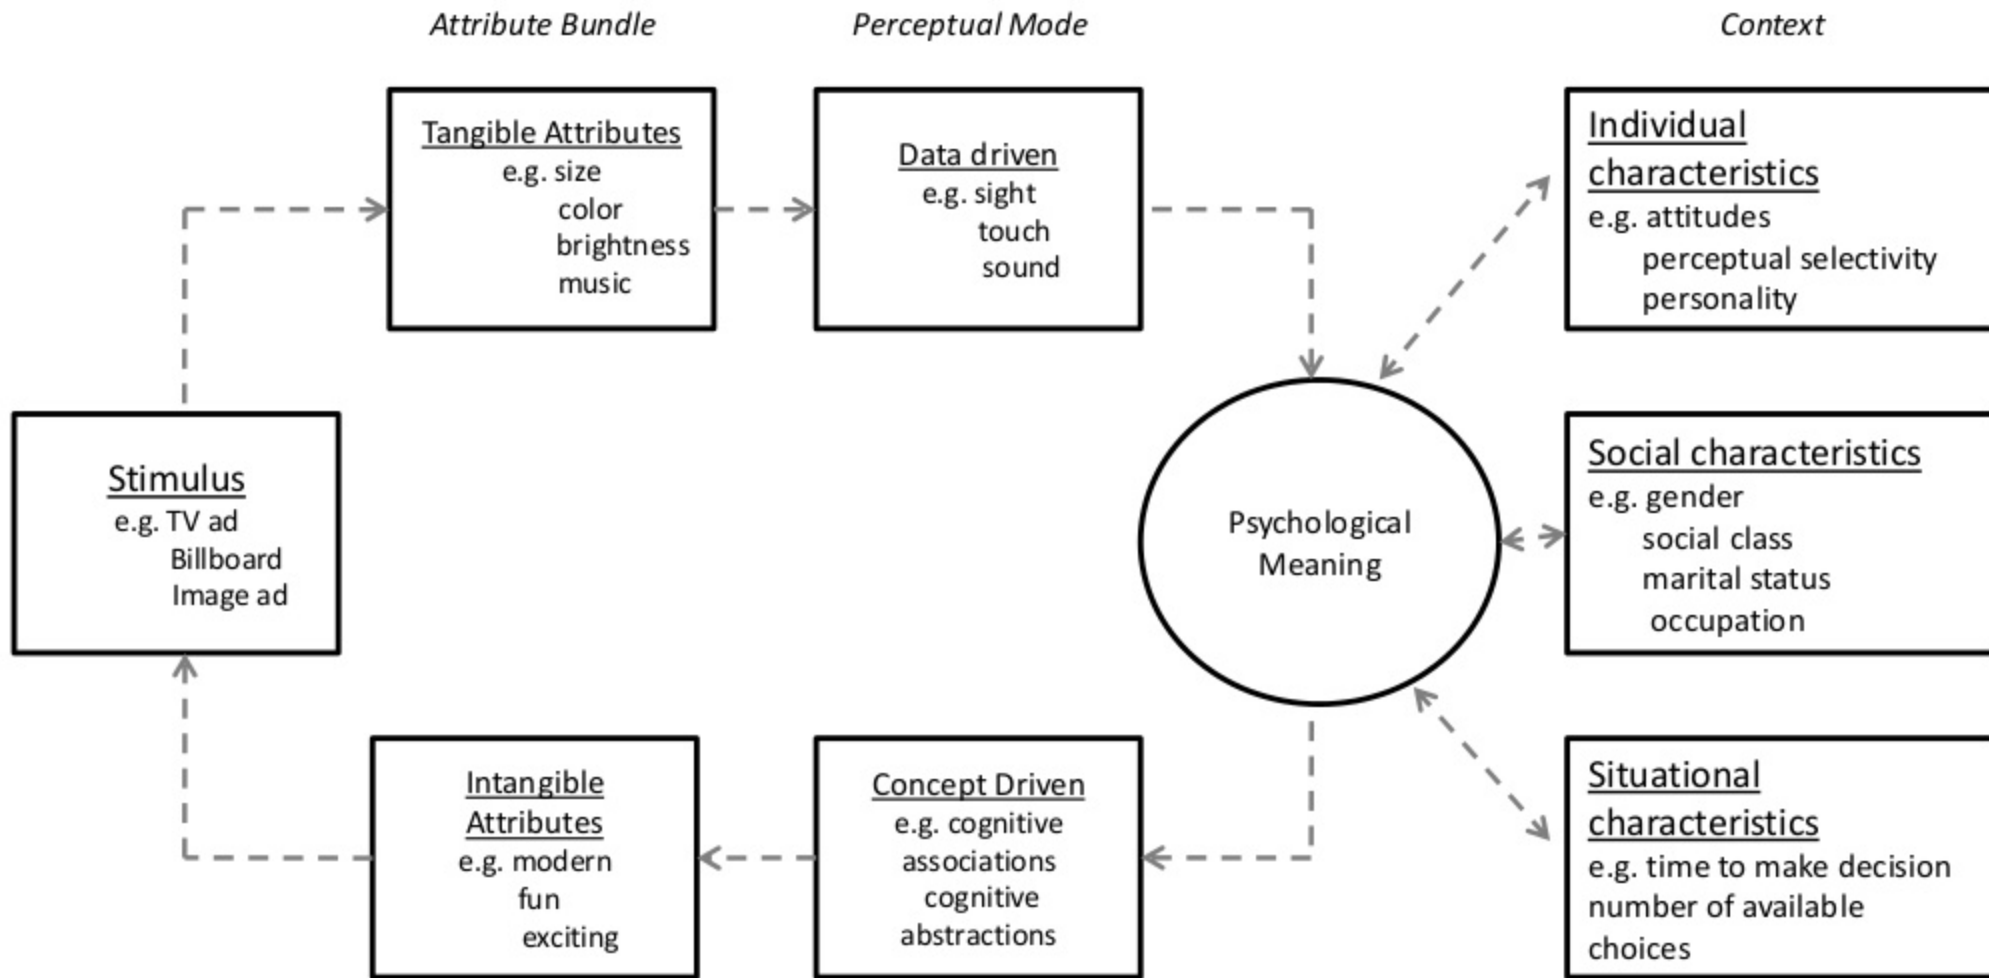 Attribute Bundle
Perceptual Mode
Context
Tangible Attributes
e.g. size
color
brightness
music
Data driven
e.g. sight
touch
sound
Individual
characteristics
e.g. attitudes
perceptual selectivity
personality
Stimulus
e.g. TV ad
Billboard
Image ad
Psychological
Meaning
Social characteristics
e.g. gender
social class
marital status
occupation
Intangible
Attributes
e.g. modern
fun
exciting
Concept Driven
e.g. cognitive
associations
cognitive
abstractions
Situational
characteristics
e.g. time to make decision
number of available
choices